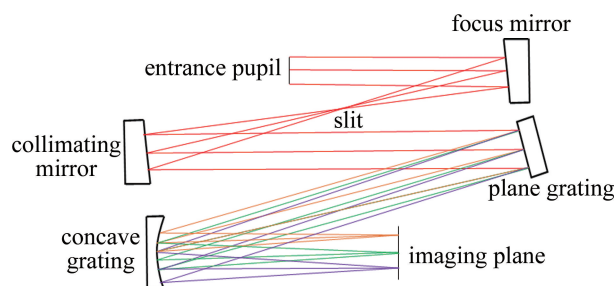 focus mirror
entrance pupil
slit
collimating
mirror
plane grating
concave
grating
imaging plane